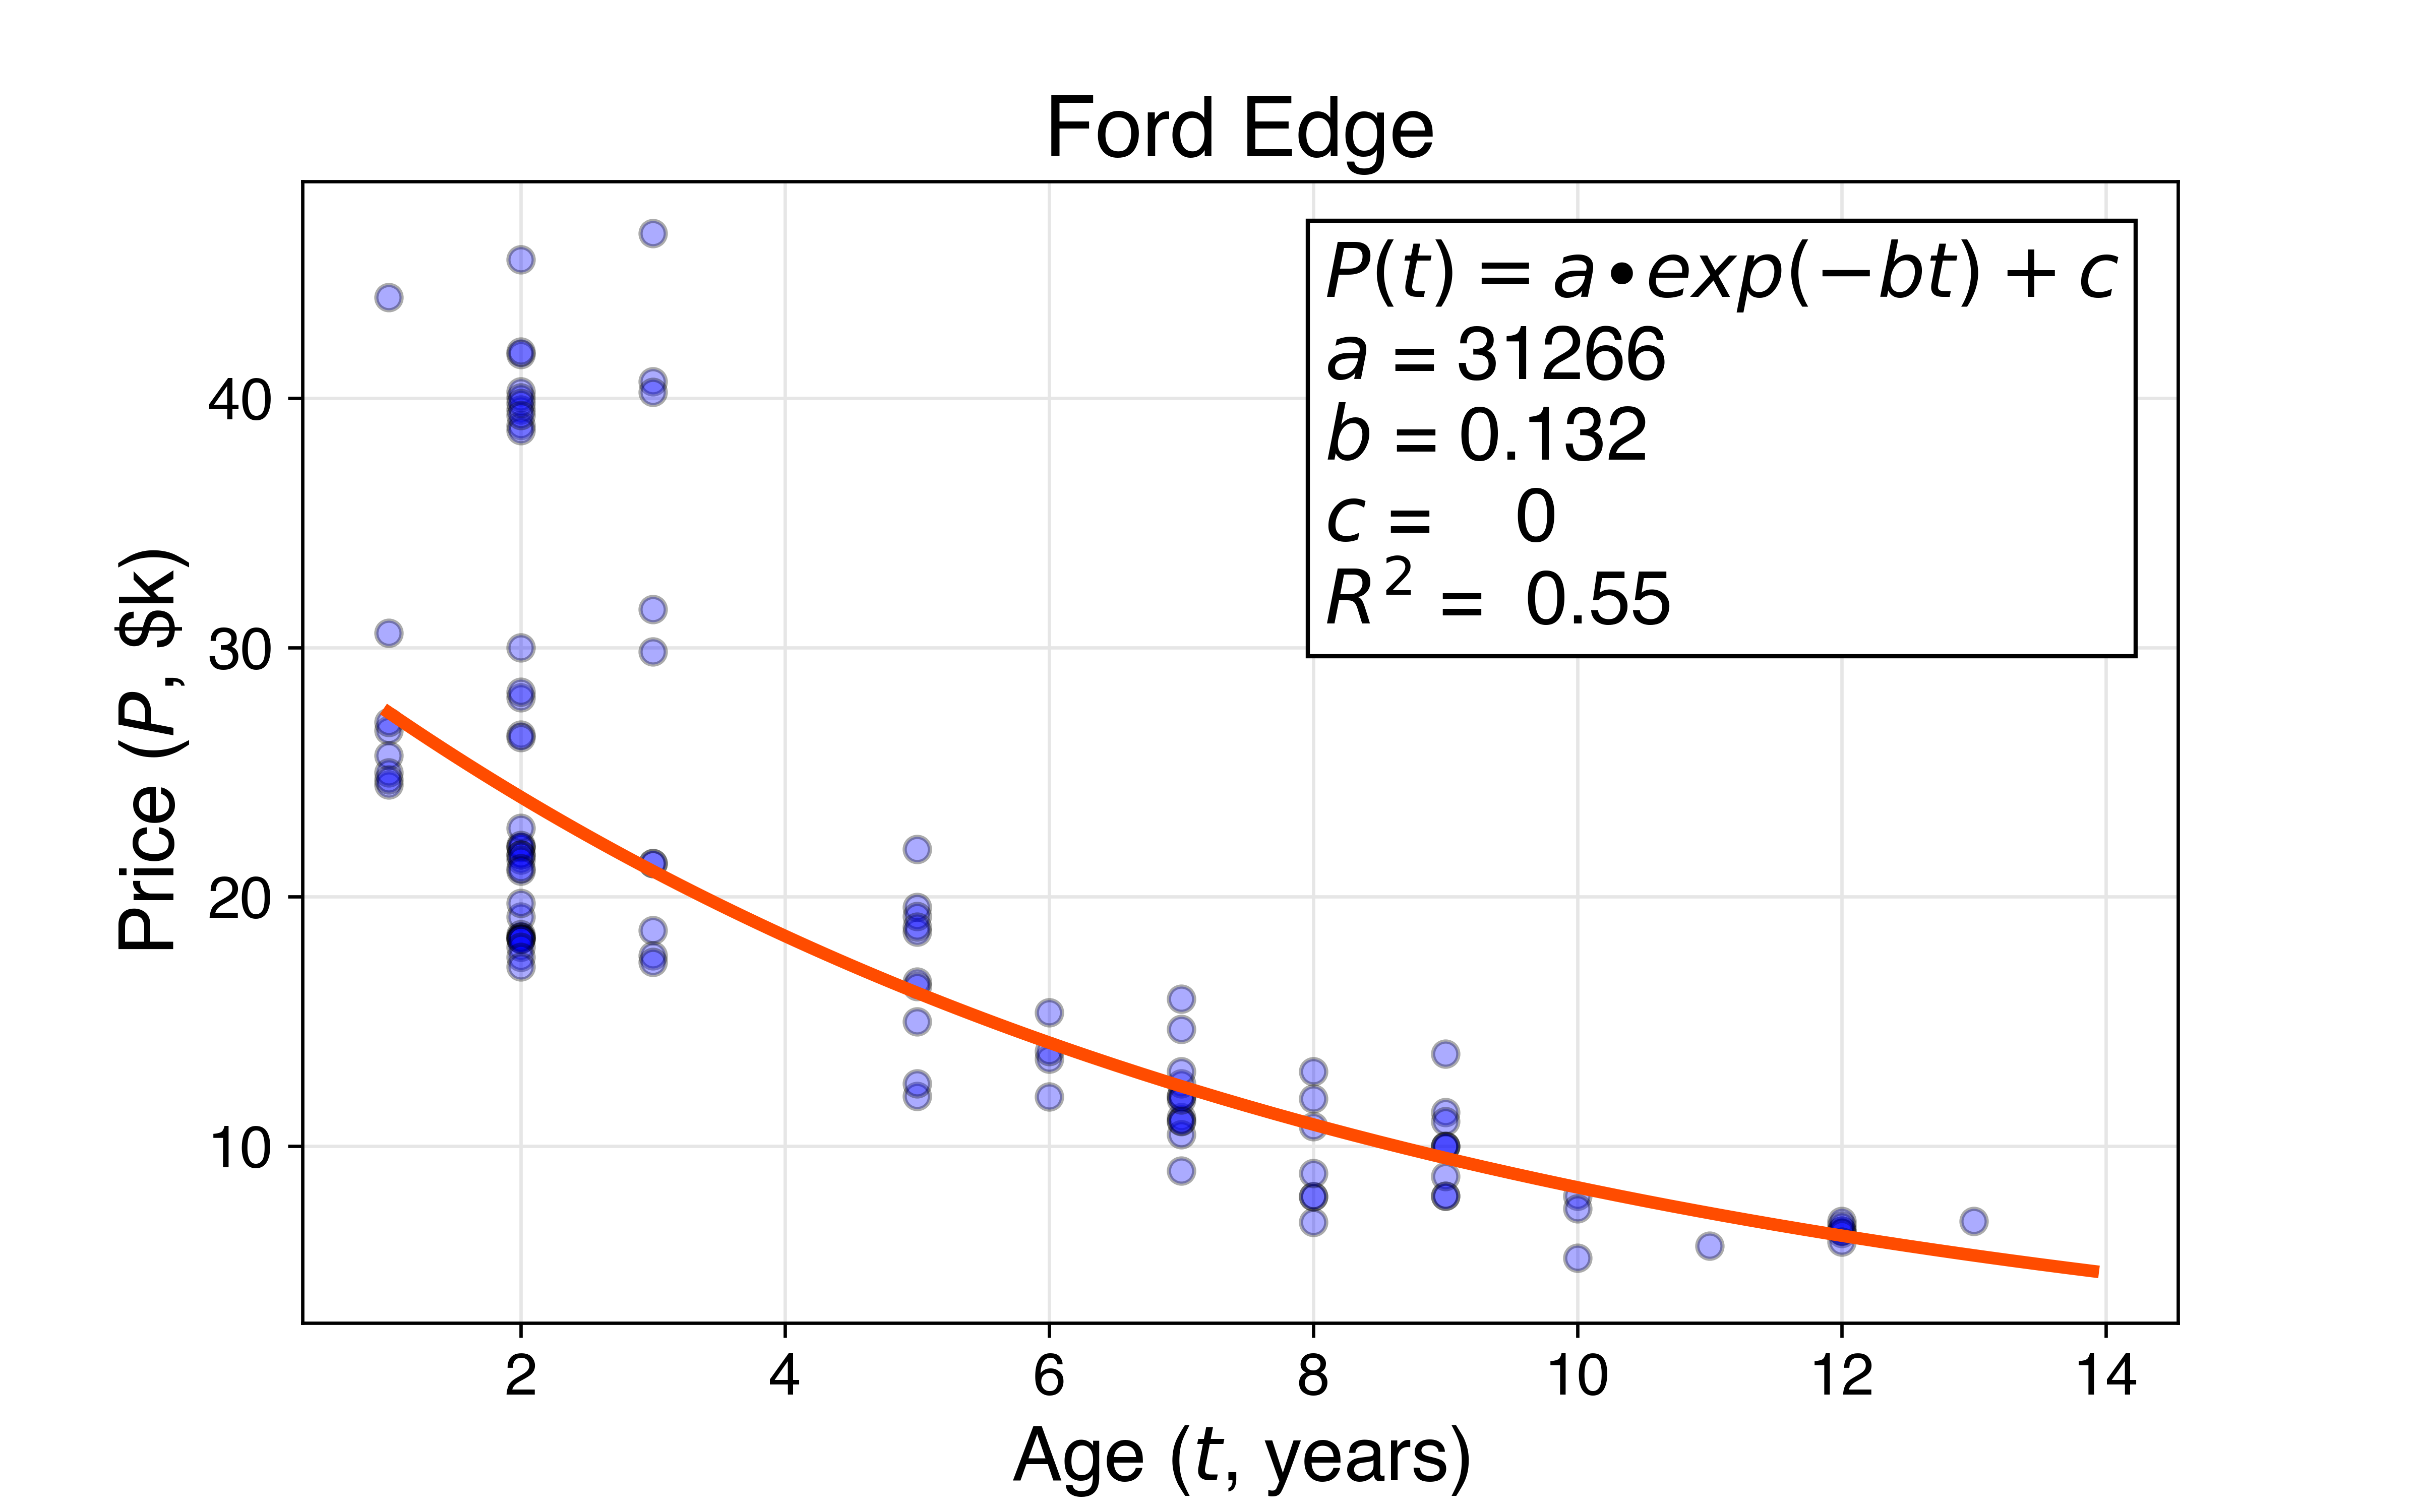 Ford Edge
P(t) = a•exp(−bt) + c
a = 31266
b = 0.132
c = 0
R² = 0.55
Price (P, $k)
40
30
20
10
2 4 6 8 10 12 14
Age (t, years)